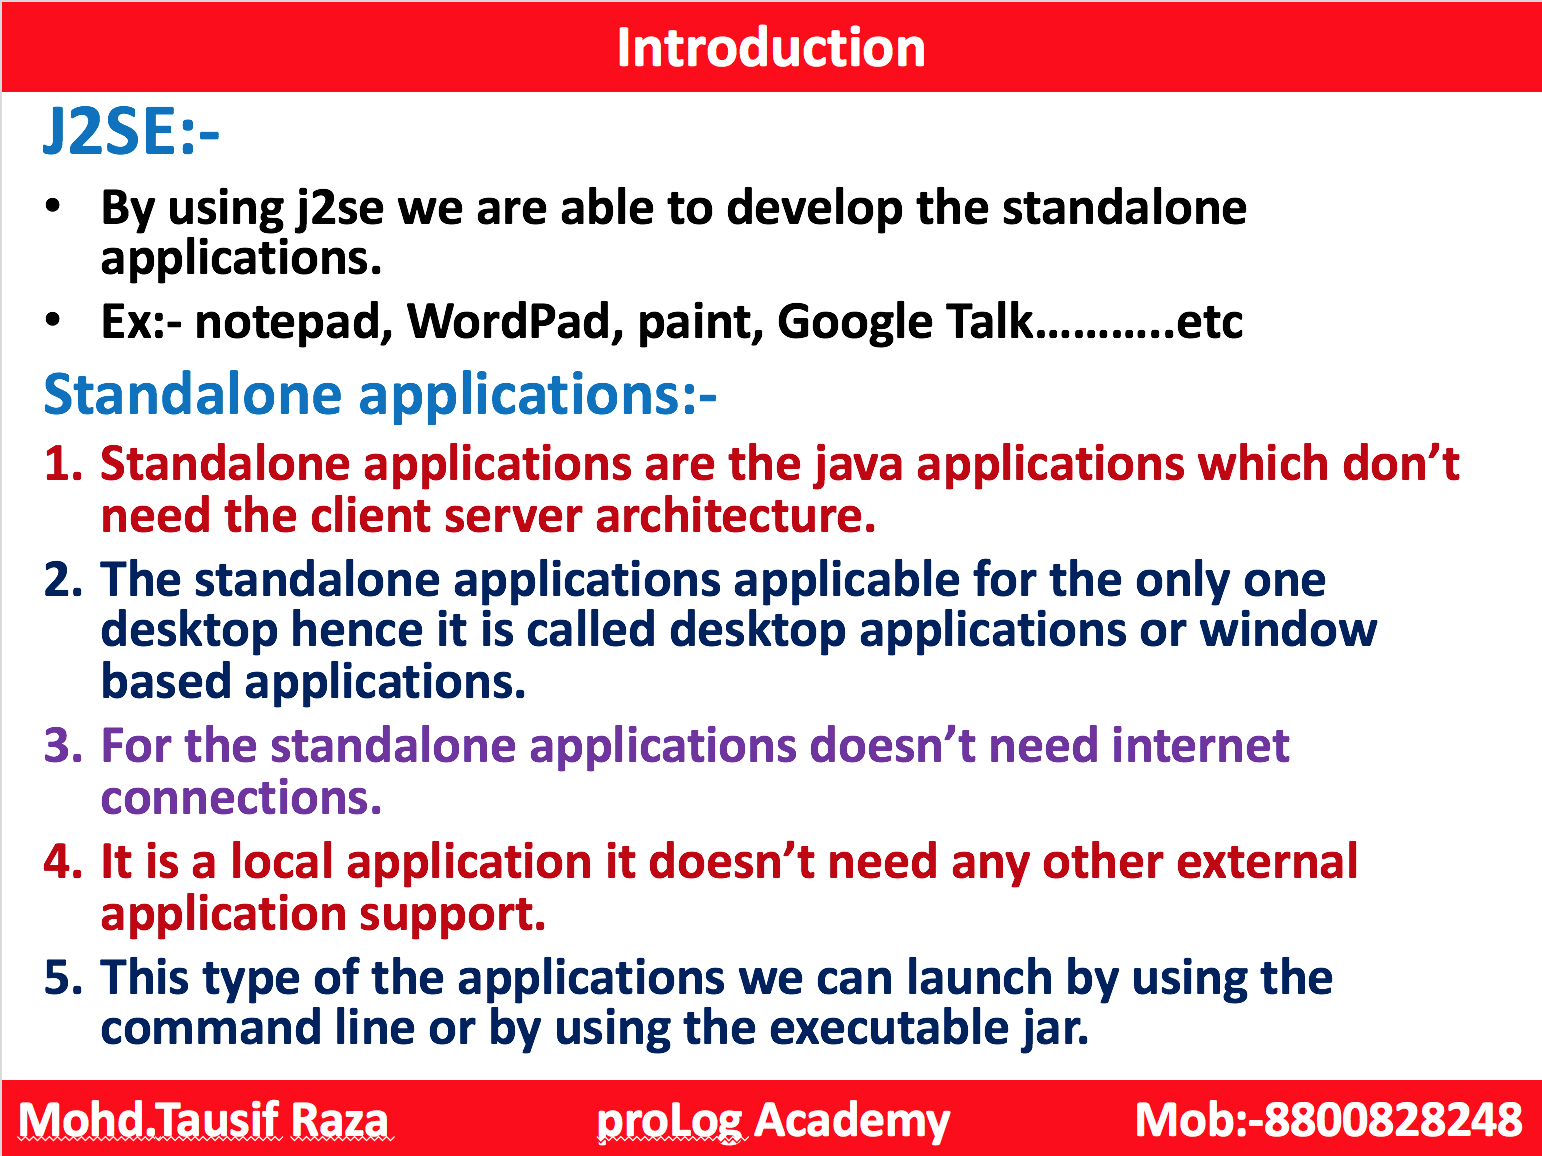 Introduction
J2SE:-
• By using j2se we are able to develop the standalone
applications.
• Ex:- notepad, WordPad, paint, Google Talk………..etc
Standalone applications:-
1. Standalone applications are the java applications which don’t
need the client server architecture.
2. The standalone applications applicable for the only one
desktop hence it is called desktop applications or window
based applications.
3. For the standalone applications doesn’t need internet
connections.
4. It is a local application it doesn’t need any other external
application support.
5. This type of the applications we can launch by using the
command line or by using the executable jar.
Mohd.Tausif Raza proLog Academy Mob:-8800828248